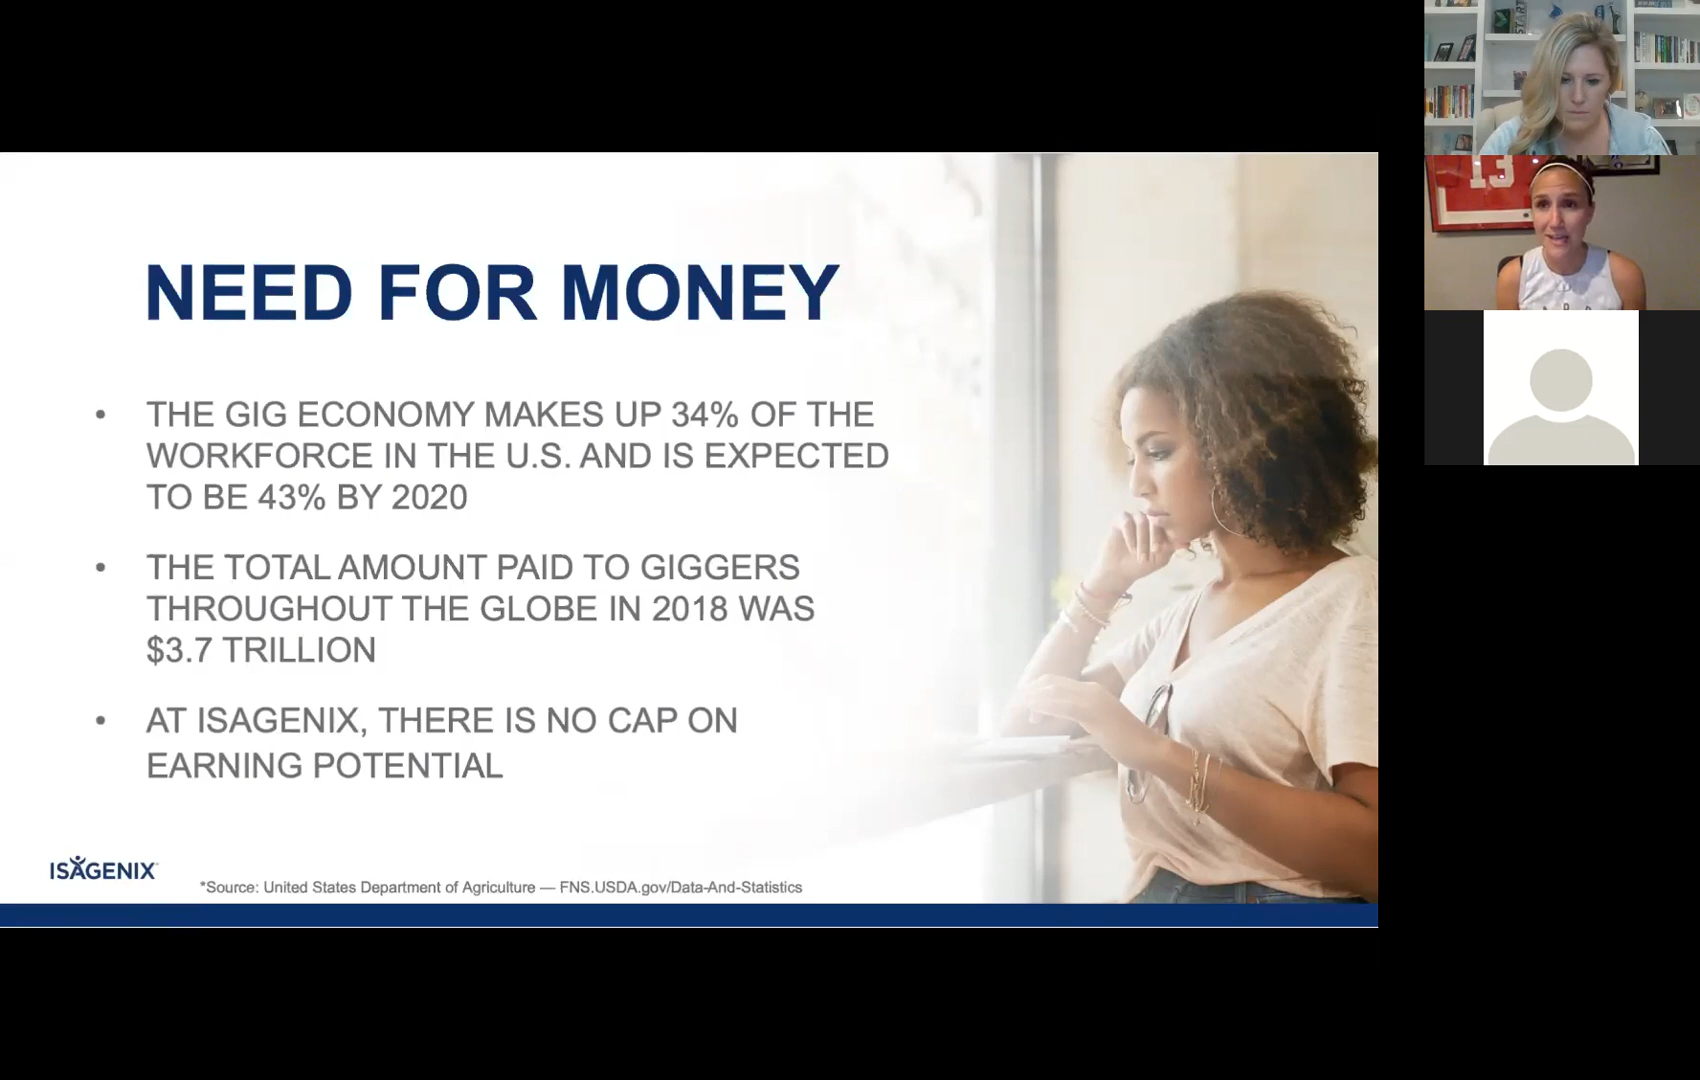 NEED FOR MONEY
• THE GIG ECONOMY MAKES UP 34% OF THE
WORKFORCE IN THE U.S. AND IS EXPECTED
TO BE 43% BY 2020
• THE TOTAL AMOUNT PAID TO GIGGERS
THROUGHOUT THE GLOBE IN 2018 WAS
$3.7 TRILLION
• AT ISAGENIX, THERE IS NO CAP ON
EARNING POTENTIAL
ISAGENIX
*Source: United States Department of Agriculture — FNS.USDA.gov/Data-And-Statistics
START
13